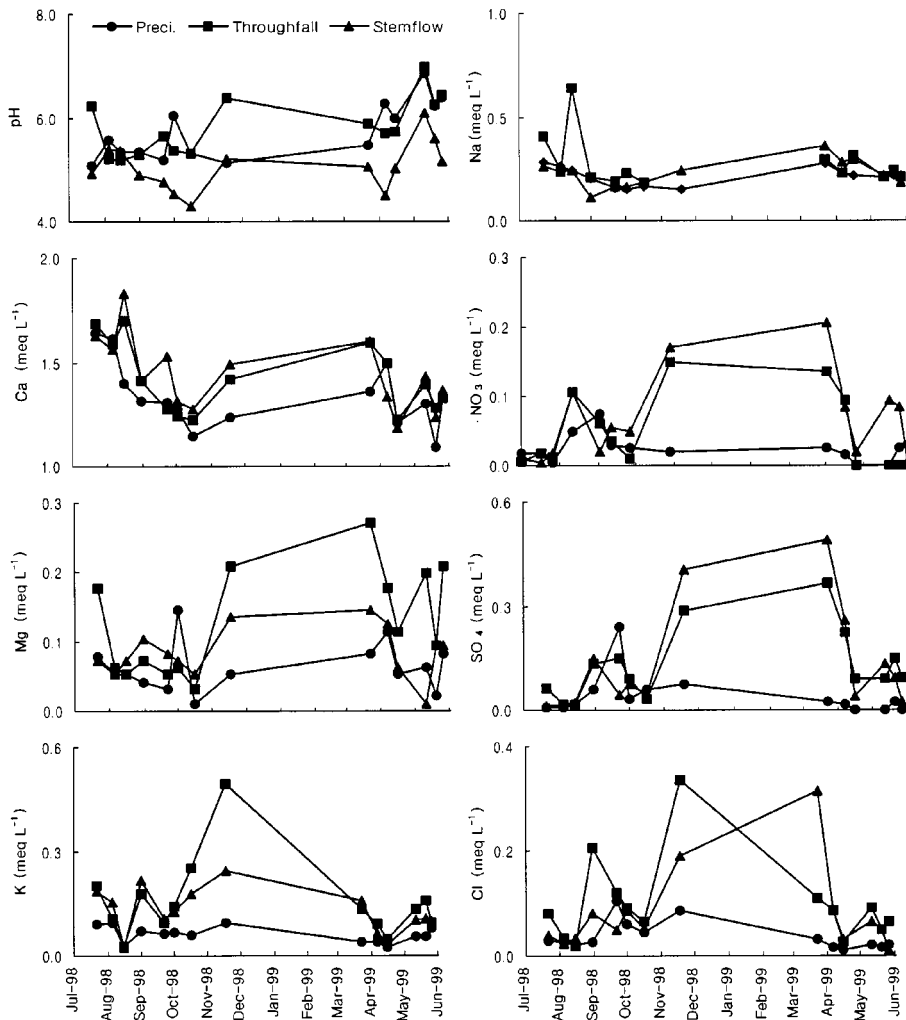 Preci. Throughfall Stemflow
8.0
6.0
4.0
pH
1.0
0.5
0.0
Na(meq L⁻¹)
2.0
1.5
1.0
Ca (meq L⁻¹)
0.3
0.2
0.1
0.0
NO₃ (meq L⁻¹)
0.3
0.2
0.1
0.0
Mg (meq L⁻¹)
0.6
0.3
0.0
SO₄ (meq L⁻¹)
0.6
0.3
0.0
K (meq L⁻¹)
0.4
0.2
0.0
Cl (meq L⁻¹)
Jul-98 Aug-98 Sep-98 Oct-98 Nov-98 Dec-98 Jan-99 Feb-99 Mar-99 Apr-99 May-99 Jun-99
Jul-98 Aug-98 Sep-98 Oct-98 Nov-98 Dec-98 Jan-99 Feb-99 Mar-99 Apr-99 May-99 Jun-99